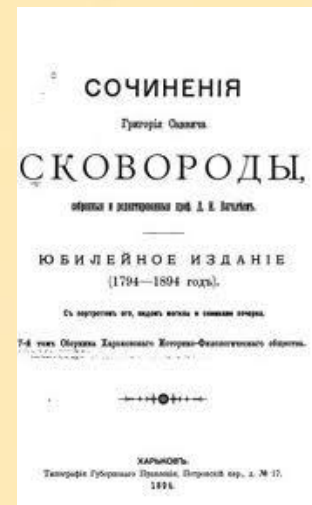 СОЧИНЕНІЯ
Григорія Саввича
СКОВОРОДЫ,
собранныя и редактированныя проф. Д. И. Багалѣемъ.
ЮБИЛЕЙНОЕ ИЗДАНІЕ
(1794—1894 годъ).
Съ портретомъ его, видомъ могилы и снимками почерка.
7-й томъ Сборника Харьковскаго Историко-Филологическаго общества.
ХАРЬКОВЪ.
Типографія Губернскаго Правленія, Петровскій пер., д. № 17.
1894.